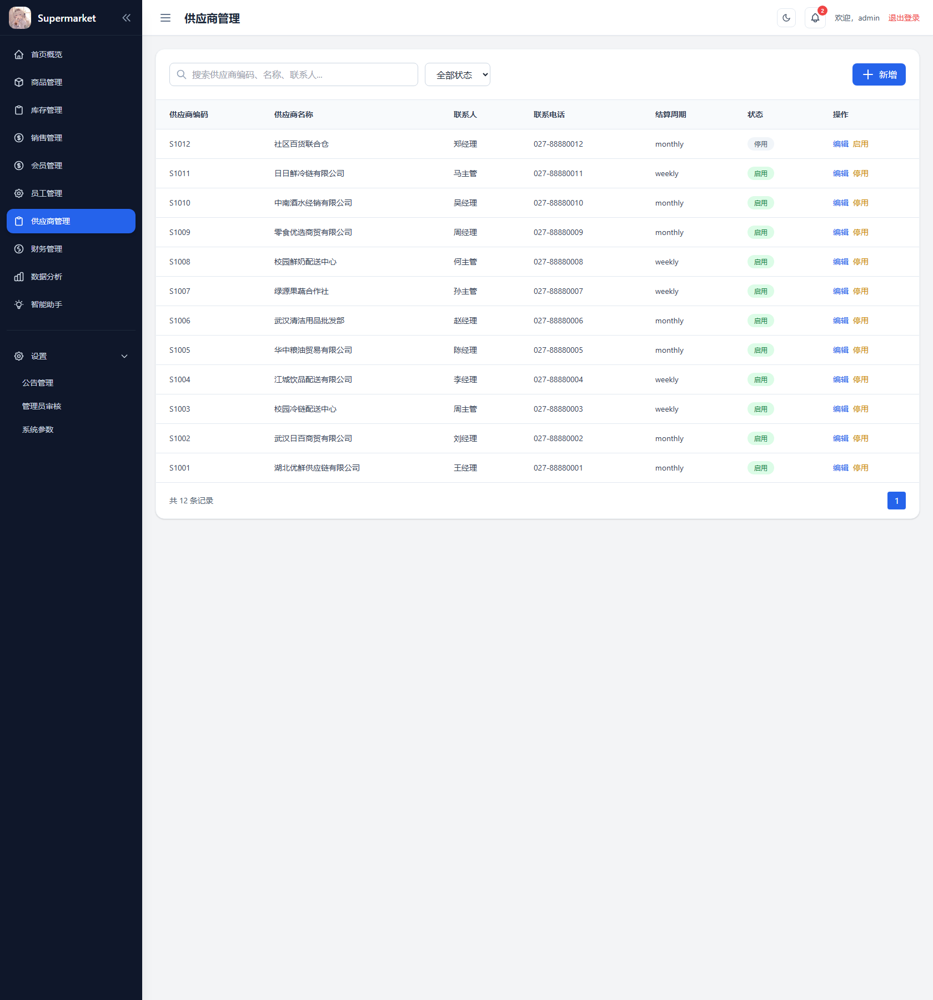 Supermarket
首页概览
商品管理
库存管理
销售管理
会员管理
员工管理
供应商管理
财务管理
数据分析
智能助手
设置
公告管理
管理员审核
系统参数
供应商管理
2
欢迎，admin
退出登录
搜索供应商编码、名称、联系人...
全部状态
新增
供应商编码 供应商名称 联系人 联系电话 结算周期 状态 操作
S1012 社区百货联合仓 郑经理 027-88880012 monthly 停用 编辑 启用
S1011 日日鲜冷链有限公司 马主管 027-88880011 weekly 启用 编辑 停用
S1010 中南酒水经销有限公司 吴经理 027-88880010 monthly 启用 编辑 停用
S1009 零食优选商贸有限公司 周经理 027-88880009 monthly 启用 编辑 停用
S1008 校园鲜奶配送中心 何主管 027-88880008 weekly 启用 编辑 停用
S1007 绿源果蔬合作社 孙主管 027-88880007 weekly 启用 编辑 停用
S1006 武汉清洁用品批发部 赵经理 027-88880006 monthly 启用 编辑 停用
S1005 华中粮油贸易有限公司 陈经理 027-88880005 monthly 启用 编辑 停用
S1004 江城饮品配送有限公司 李经理 027-88880004 weekly 启用 编辑 停用
S1003 校园冷链配送中心 周主管 027-88880003 weekly 启用 编辑 停用
S1002 武汉日百商贸有限公司 刘经理 027-88880002 monthly 启用 编辑 停用
S1001 湖北优鲜供应链有限公司 王经理 027-88880001 monthly 启用 编辑 停用
共 12 条记录
1